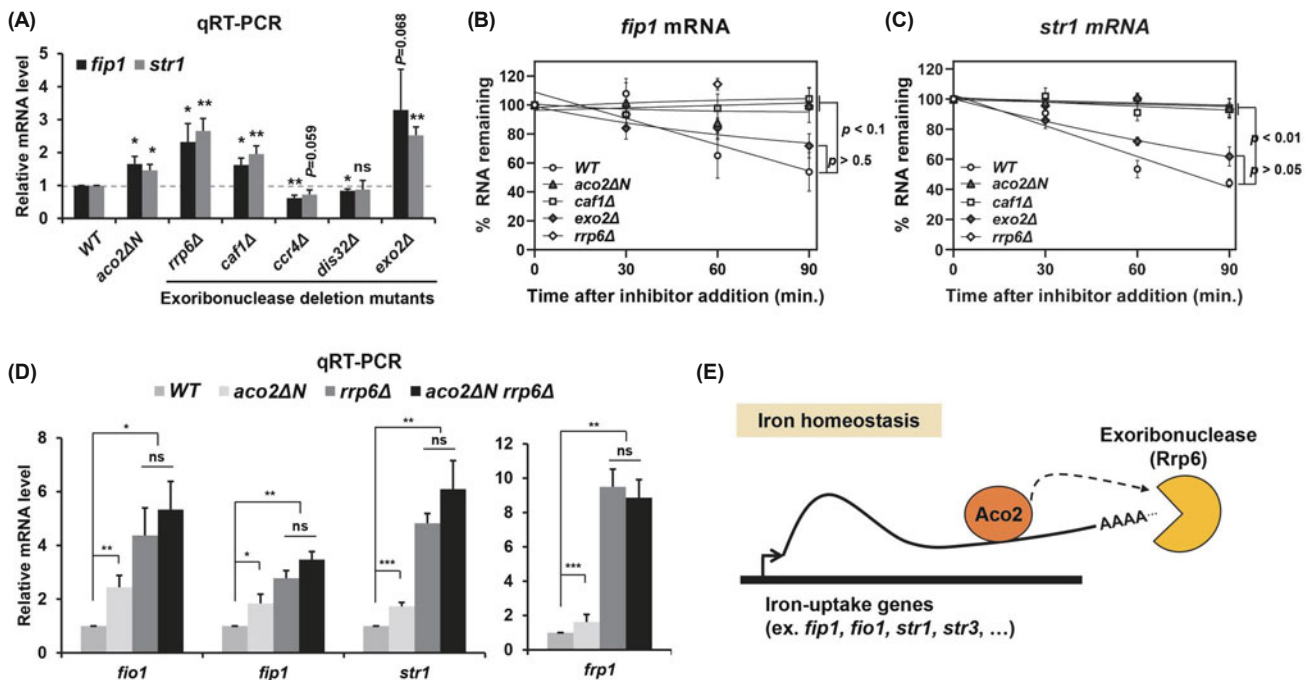 (A)
qRT-PCR
fip1 str1
Relative mRNA level
5
4
3
2
1
0
* *
* **
* **
**
P=0.059
* ns
P=0.068
**
WT
aco2ΔN
rrp6Δ
caf1Δ
ccr4Δ
dis32Δ
exo2Δ
Exoribonuclease deletion mutants
(B)
fip1 mRNA
% RNA remaining
120
100
80
60
40
20
0
WT
aco2ΔN
caf1Δ
exo2Δ
rrp6Δ
p < 0.1
p > 0.5
0 30 60 90
Time after inhibitor addition (min.)
(C)
str1 mRNA
% RNA remaining
120
100
80
60
40
100
0
WT
aco2ΔN
caf1Δ
exo2Δ
rrp6Δ
p < 0.01
p > 0.05
0 30 60 90
Time after inhibitor addition (min.)
(D)
qRT-PCR
WT aco2ΔN rrp6Δ aco2ΔN rrp6Δ
Relative mRNA level
8
6
4
2
0
*
ns
**
**
ns
*
**
ns
***
fio1 fip1 str1
12
10
8
6
4
2
0
**
ns
***
frp1
(E)
Iron homeostasis
Exoribonuclease
(Rrp6)
Aco2
AAAA...
Iron-uptake genes
(ex. fip1, fio1, str1, str3, ...)